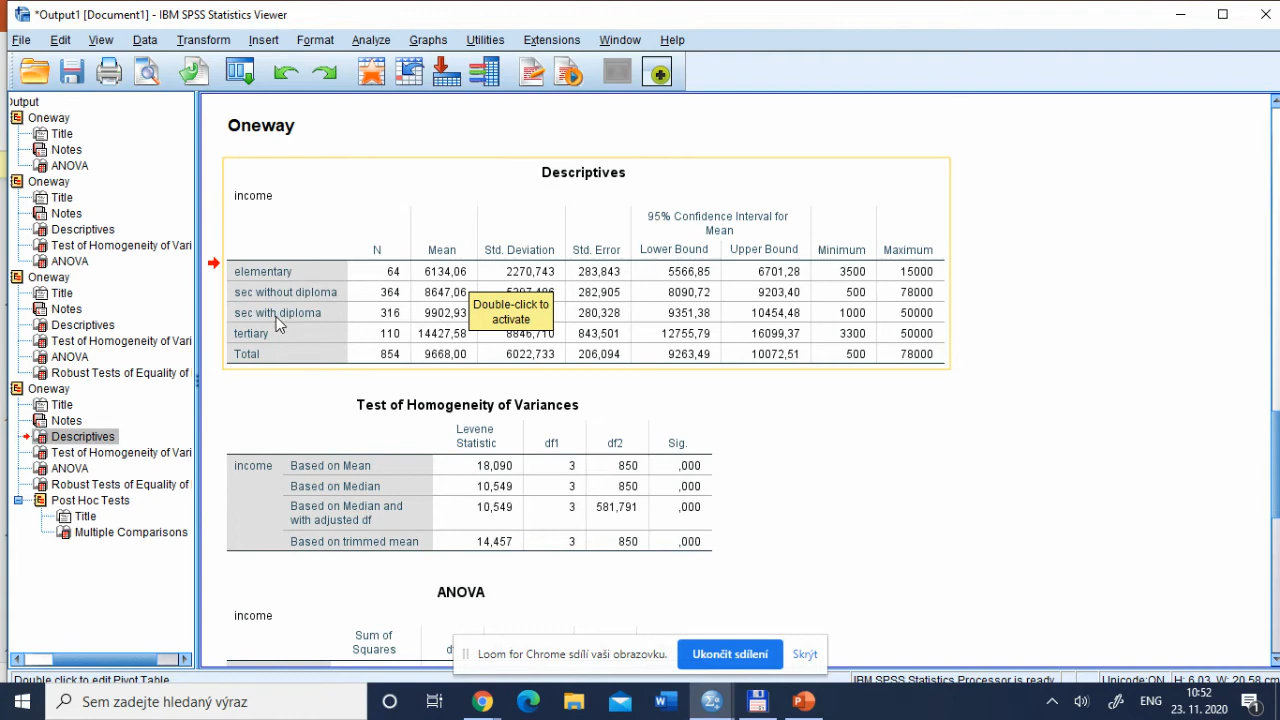 *Output1 [Document1] - IBM SPSS Statistics Viewer
File Edit View Data Transform Insert Format Analyze Graphs Utilities Extensions Window Help
Oneway
Title
Notes
ANOVA
Oneway
Title
Notes
Descriptives
Test of Homogeneity of Vari
ANOVA
Oneway
Title
Notes
Descriptives
Test of Homogeneity of Vari
ANOVA
Robust Tests of Equality of
Oneway
Title
Notes
Descriptives
Test of Homogeneity of Vari
ANOVA
Robust Tests of Equality of
Post Hoc Tests
Title
Multiple Comparisons
Oneway
Descriptives
income
95% Confidence Interval for
Mean
N Mean Std. Deviation Std. Error Lower Bound Upper Bound Minimum Maximum
elementary 64 6134,06 2270,743 283,843 5566,85 6701,28 3500 15000
sec without diploma 364 8647,06 282,905 8090,72 9203,40 500 78000
sec with diploma 316 9902,93 280,328 9351,38 10454,48 1000 50000
tertiary 110 14427,58 8846,710 843,501 12755,79 16099,37 3300 50000
Total 854 9668,00 6022,733 206,094 9263,49 10072,51 500 78000
Double-click to
activate
Test of Homogeneity of Variances
Levene
Statistic df1 df2 Sig.
income Based on Mean 18,090 3 850 ,000
Based on Median 10,549 3 850 ,000
Based on Median and
with adjusted df 10,549 3 581,791 ,000
Based on trimmed mean 14,457 3 850 ,000
ANOVA
income
Sum of
Squares
Loom for Chrome sdílí vaši obrazovku. Ukončit sdílení Skrýt
Double click to edit Pivot Table IBM SPSS Statistics Processor is ready Unicode:ON H: 6.03, W: 20.58 cm
Sem zadejte hledaný výraz
ENG
10:52
23. 11. 2020